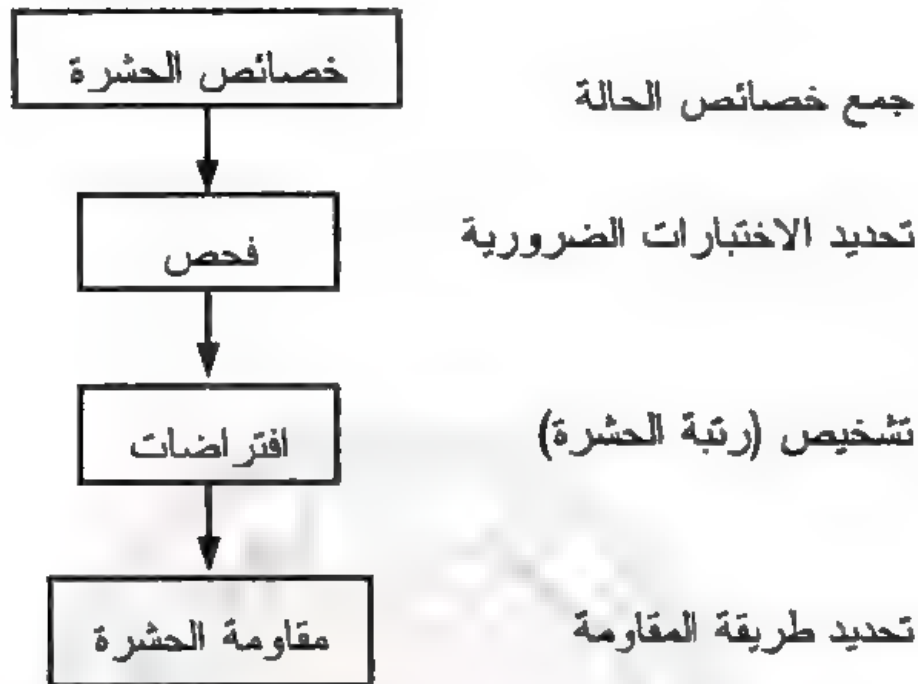 خصائص الحشرة
جمع خصائص الحالة
فحص
تحديد الاختبارات الضرورية
افتراضات
تشخيص (رتبة الحشرة)
مقاومة الحشرة
تحديد طريقة المقاومة